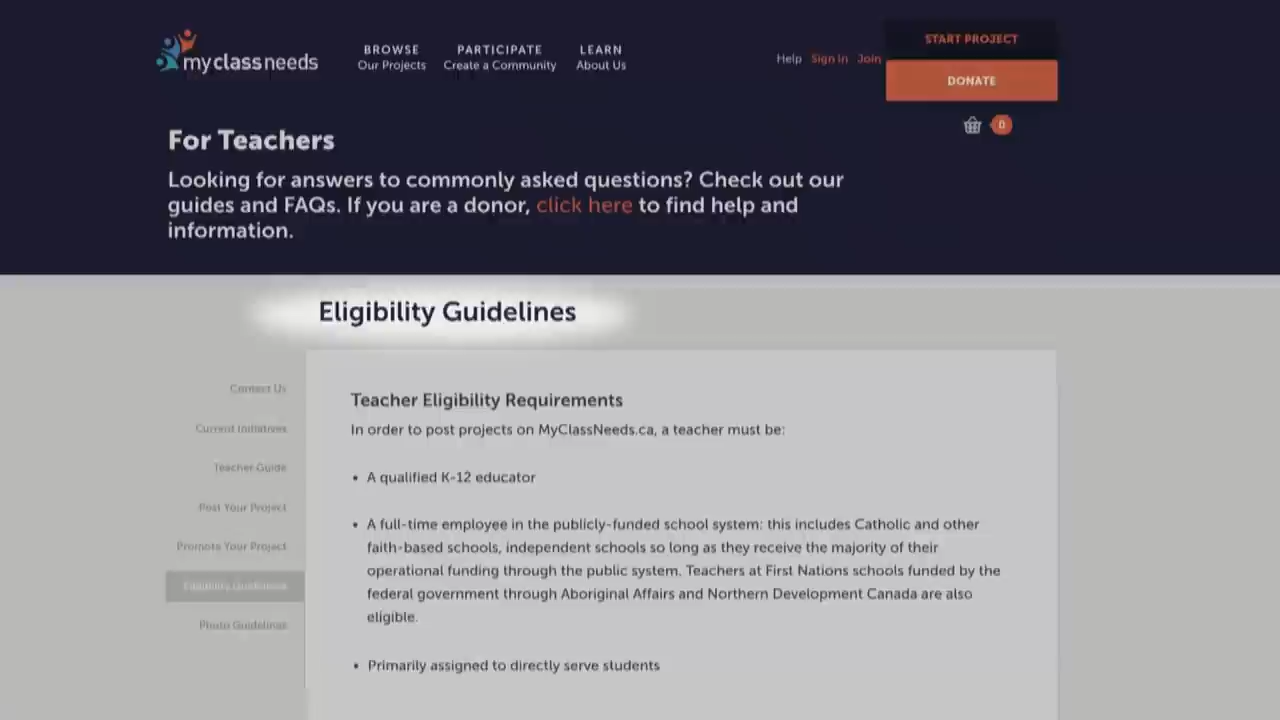 myclassneeds
BROWSE
Our Projects
PARTICIPATE
Create a Community
LEARN
About Us
Help Sign In Join
START PROJECT
DONATE
0
For Teachers
Looking for answers to commonly asked questions? Check out our
guides and FAQs. If you are a donor, click here to find help and
information.
Eligibility Guidelines
Contact Us
Current Initiatives
Teacher Guide
Post Your Project
Promote Your Project
Eligibility Guidelines
Photo Guidelines
Teacher Eligibility Requirements
In order to post projects on MyClassNeeds.ca, a teacher must be:
• A qualified K-12 educator
• A full-time employee in the publicly-funded school system: this includes Catholic and other
faith-based schools, independent schools so long as they receive the majority of their
operational funding through the public system. Teachers at First Nations schools funded by the
federal government through Aboriginal Affairs and Northern Development Canada are also
eligible.
• Primarily assigned to directly serve students